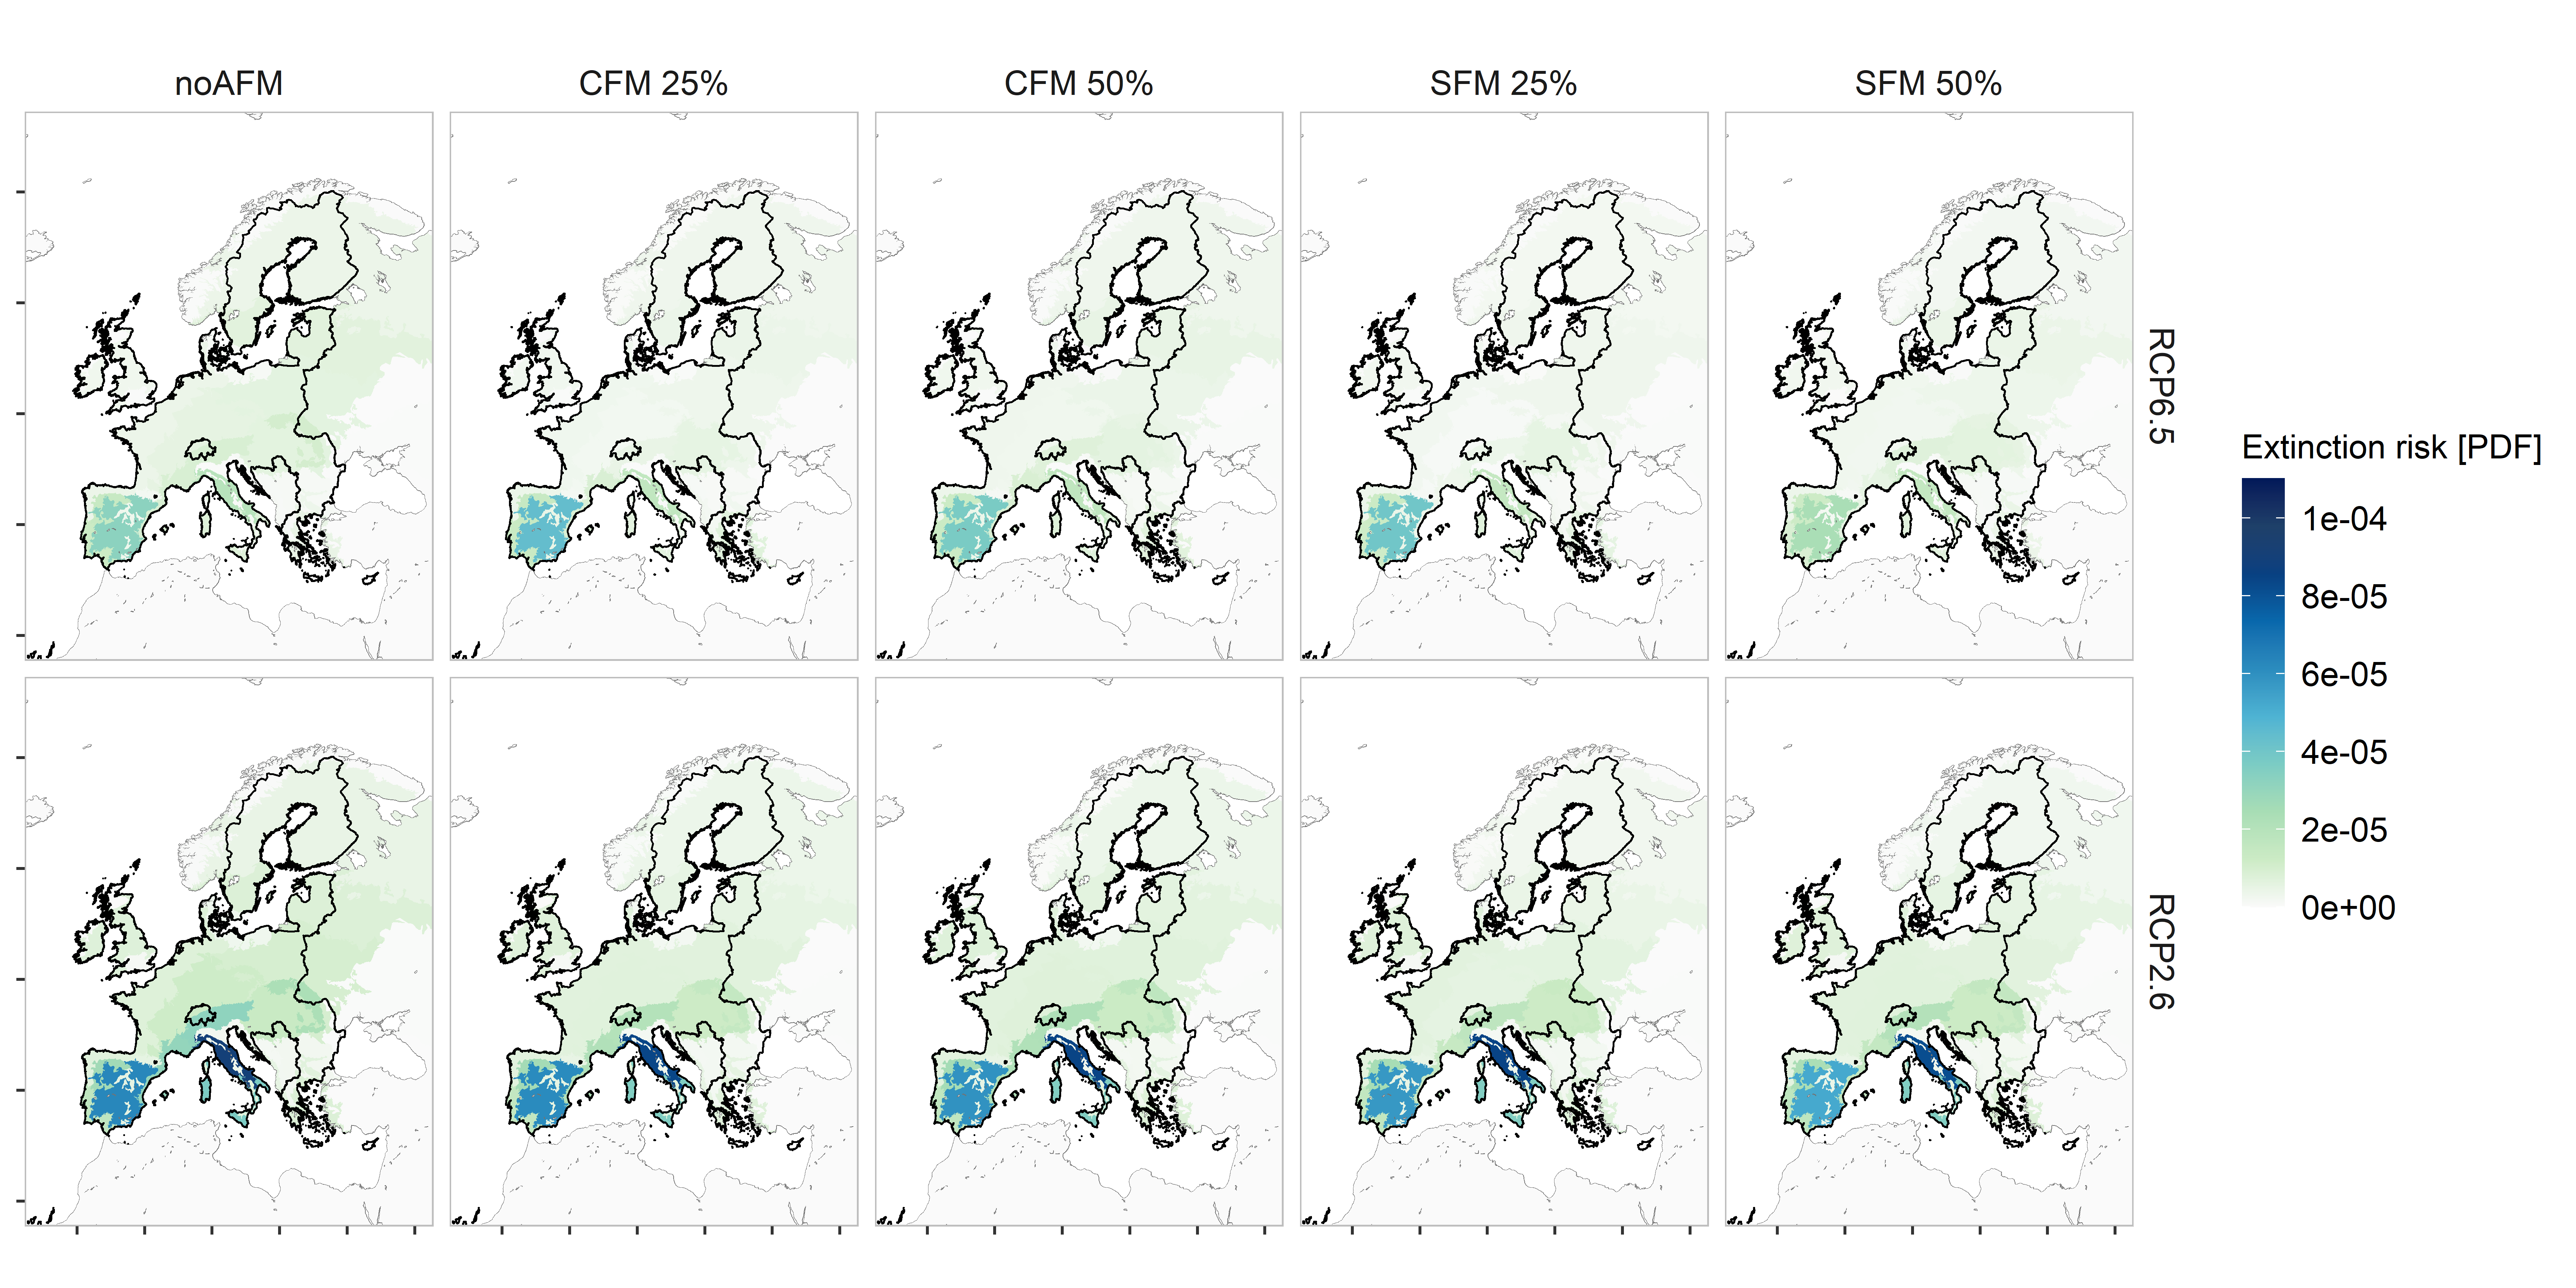 noAFM
CFM 25%
CFM 50%
SFM 25%
SFM 50%
RCP6.5
RCP2.6
Extinction risk [PDF]
1e-04
8e-05
6e-05
4e-05
2e-05
0e+00